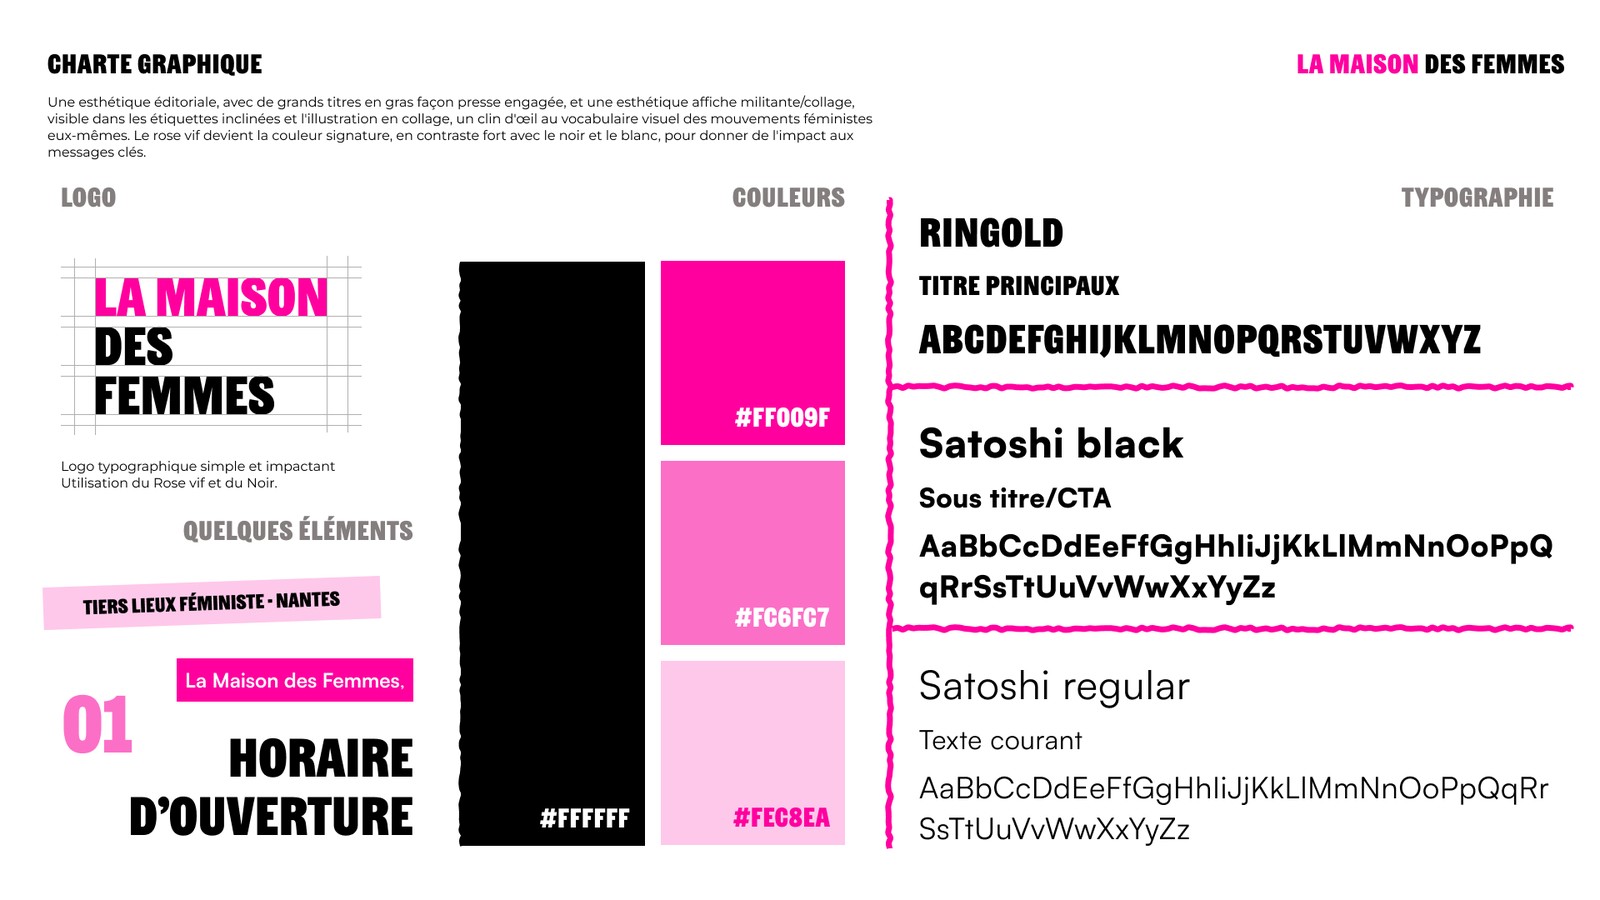 CHARTE GRAPHIQUE
LA MAISON DES FEMMES
Une esthétique éditoriale, avec de grands titres en gras façon presse engagée, et une esthétique affiche militante/collage,
visible dans les étiquettes inclinées et l'illustration en collage, un clin d'œil au vocabulaire visuel des mouvements féministes
eux-mêmes. Le rose vif devient la couleur signature, en contraste fort avec le noir et le blanc, pour donner de l'impact aux
messages clés.
LOGO
LA MAISON
DES
FEMMES
Logo typographique simple et impactant
Utilisation du Rose vif et du Noir.
QUELQUES ÉLÉMENTS
TIERS LIEUX FÉMINISTE - NANTES
La Maison des Femmes,
01
HORAIRE
D’OUVERTURE
COULEURS
#FFFFFF
#FF009F
#FC6FC7
#FEC8EA
TYPOGRAPHIE
RINGOLD
TITRE PRINCIPAUX
ABCDEFGHIJKLMNOPQRSTUVWXYZ
Satoshi black
Sous titre/CTA
AaBbCcDdEeFfGgHhIiJjKkLlMmNnOoPpQ
qRrSsTtUuVvWwXxYyZz
Satoshi regular
Texte courant
AaBbCcDdEeFfGgHhIiJjKkLlMmNnOoPpQqRr
SsTtUuVvWwXxYyZz